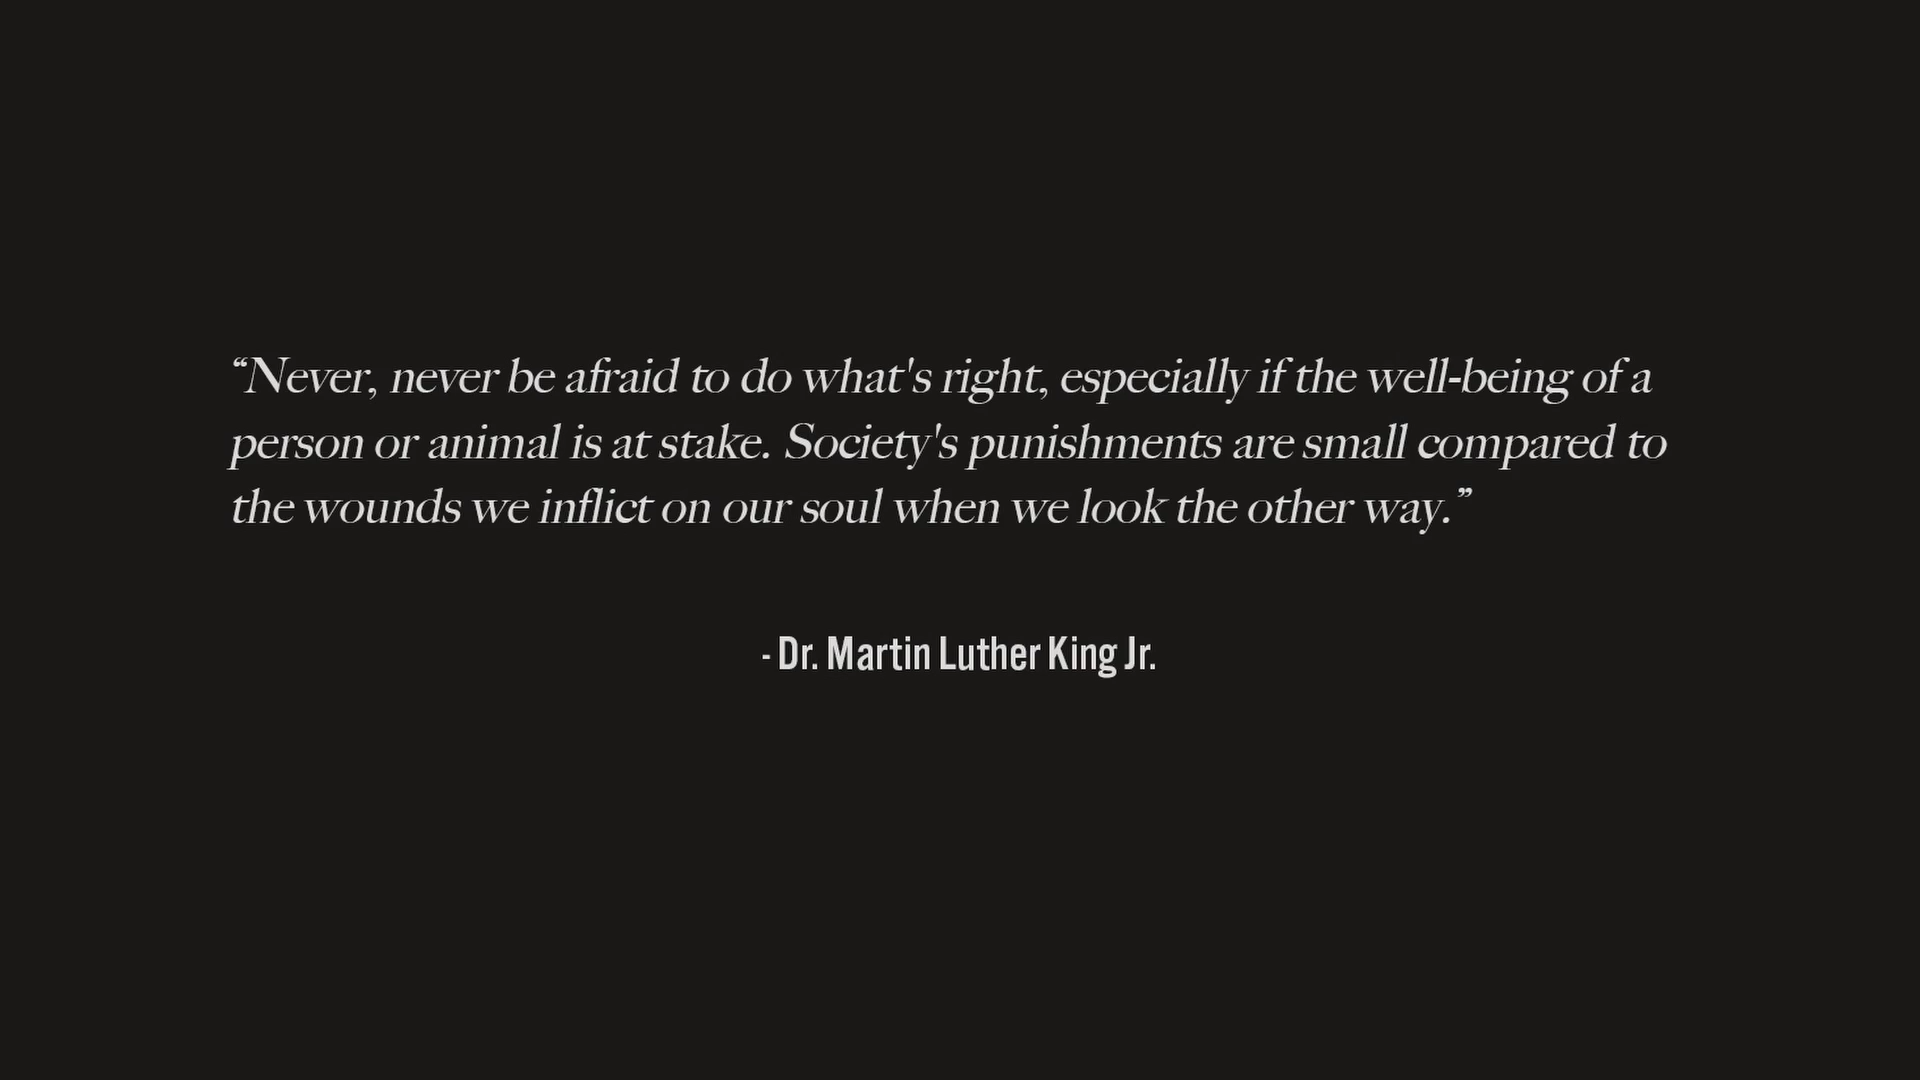 “Never, never be afraid to do what's right, especially if the well-being of a
person or animal is at stake. Society's punishments are small compared to
the wounds we inflict on our soul when we look the other way.”
- Dr. Martin Luther King Jr.